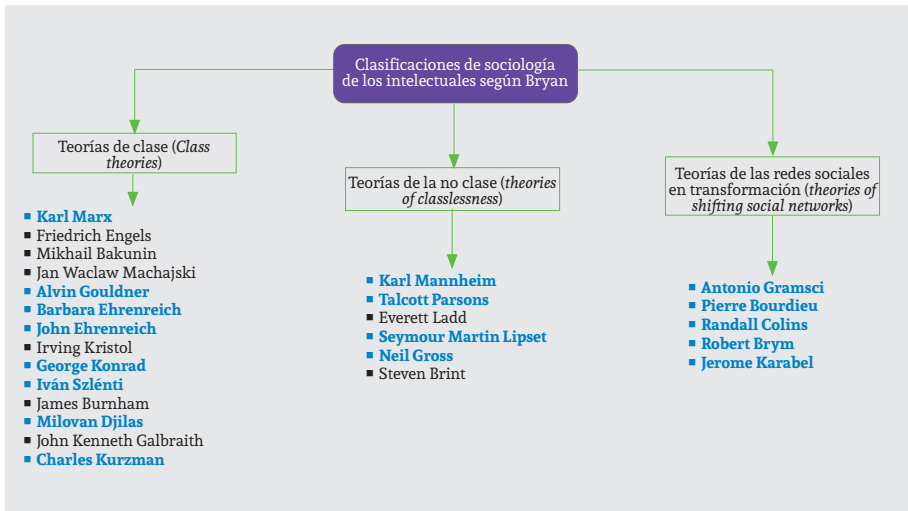 Clasificaciones de sociología
de los intelectuales según Bryan
Teorías de clase (Class
theories)
■ Karl Marx
■ Friedrich Engels
■ Mikhail Bakunin
■ Jan Waclaw Machajski
■ Alvin Gouldner
■ Barbara Ehrenreich
■ John Ehrenreich
■ Irving Kristol
■ George Konrad
■ Iván Szlénti
■ James Burnham
■ Milovan Djilas
■ John Kenneth Galbraith
■ Charles Kurzman
Teorías de la no clase (theories
of classlessness)
■ Karl Mannheim
■ Talcott Parsons
■ Everett Ladd
■ Seymour Martin Lipset
■ Neil Gross
■ Steven Brint
Teorías de las redes sociales
en transformación (theories of
shifting social networks)
■ Antonio Gramsci
■ Pierre Bourdieu
■ Randall Colins
■ Robert Brym
■ Jerome Karabel